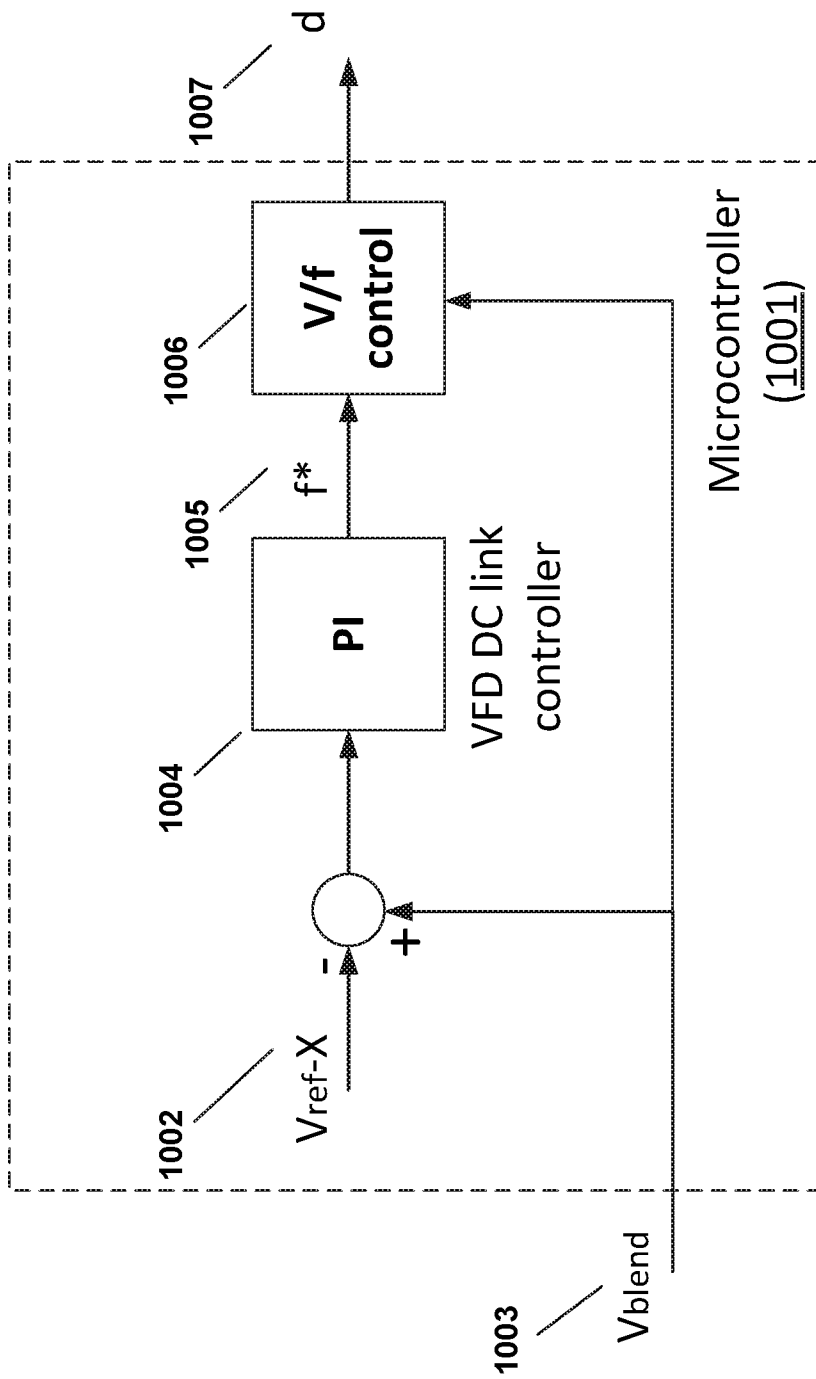 1003
Vblend
1002
Vref-X
-
+
1004
PI
VFD DC link
controller
1005
f*
1006
V/f
control
1007
d
Microcontroller
(1001)